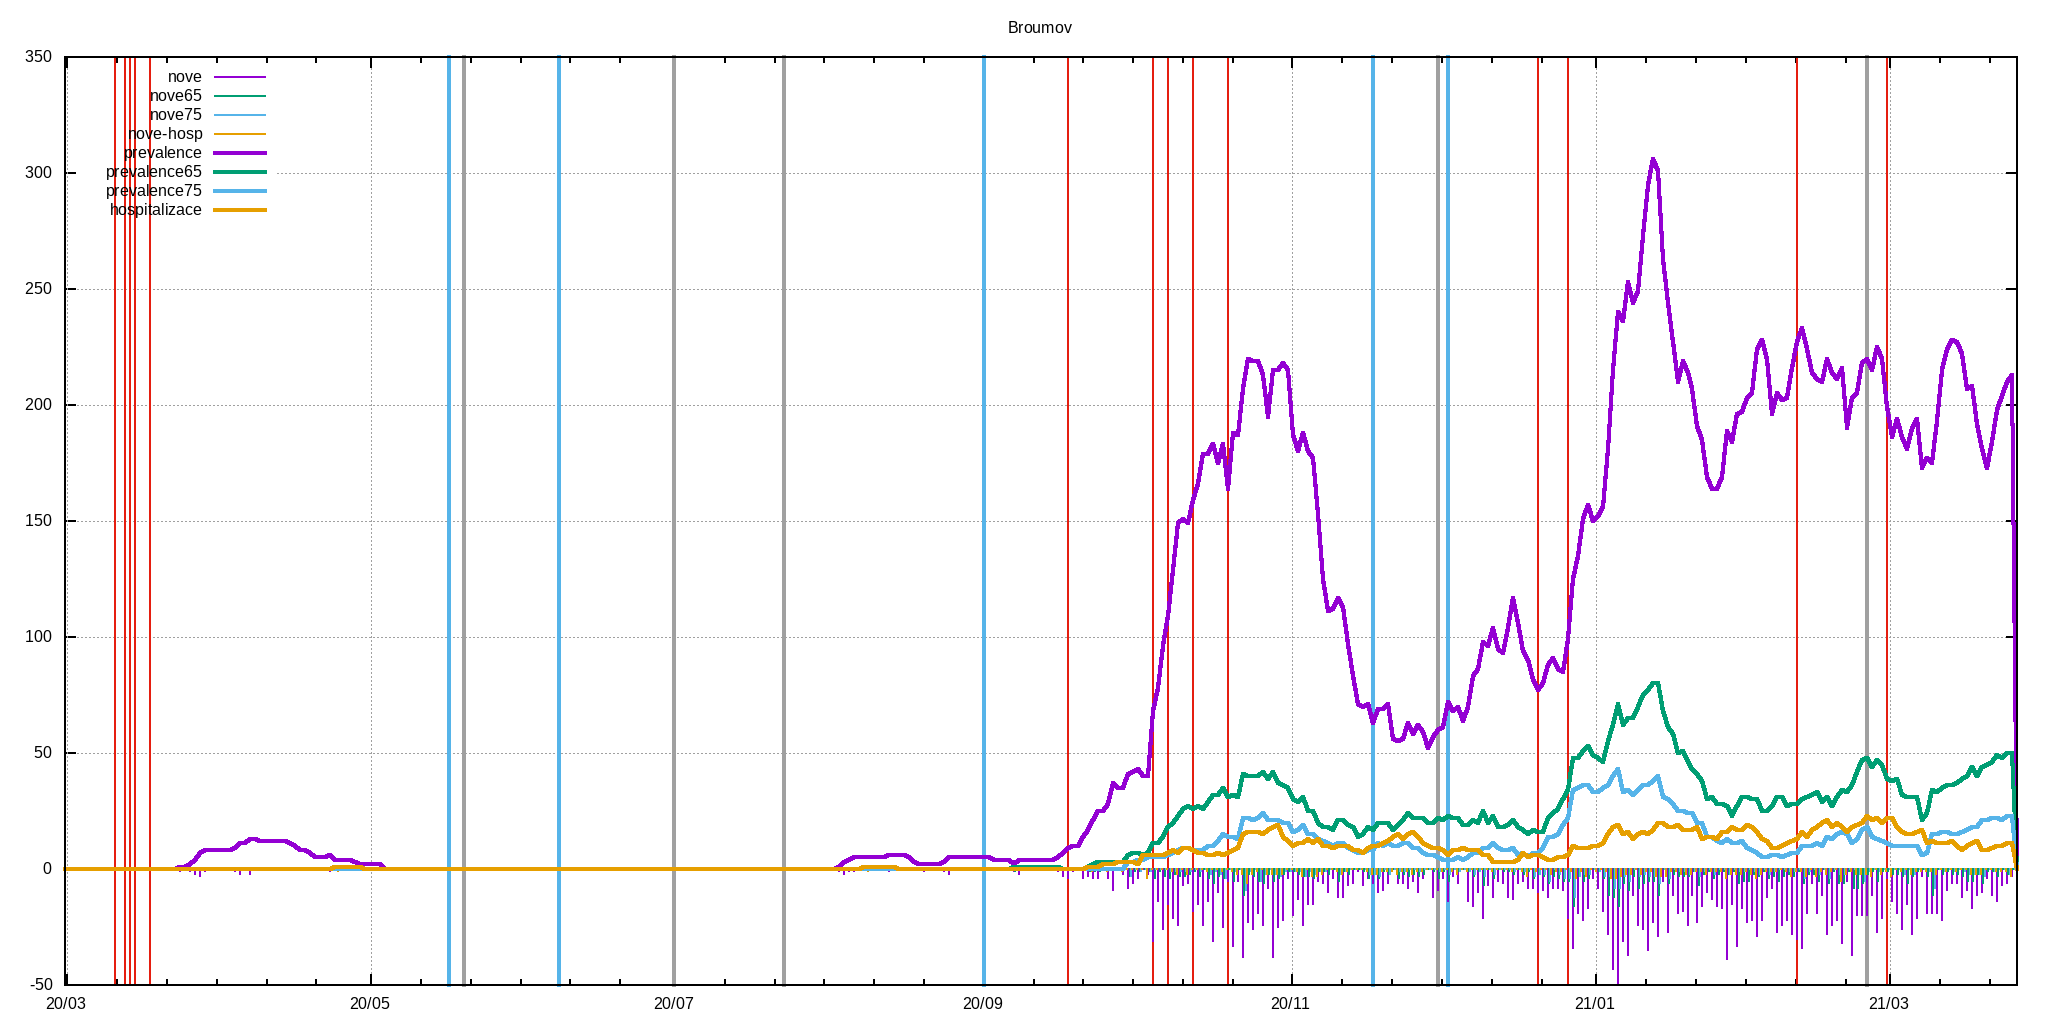 Broumov
350
300
250
200
150
100
50
0
-50
nove
nove65
nove75
nove-hosp
prevalence
prevalence65
prevalence75
hospitalizace
20/03 20/05 20/07 20/09 20/11 21/01 21/03